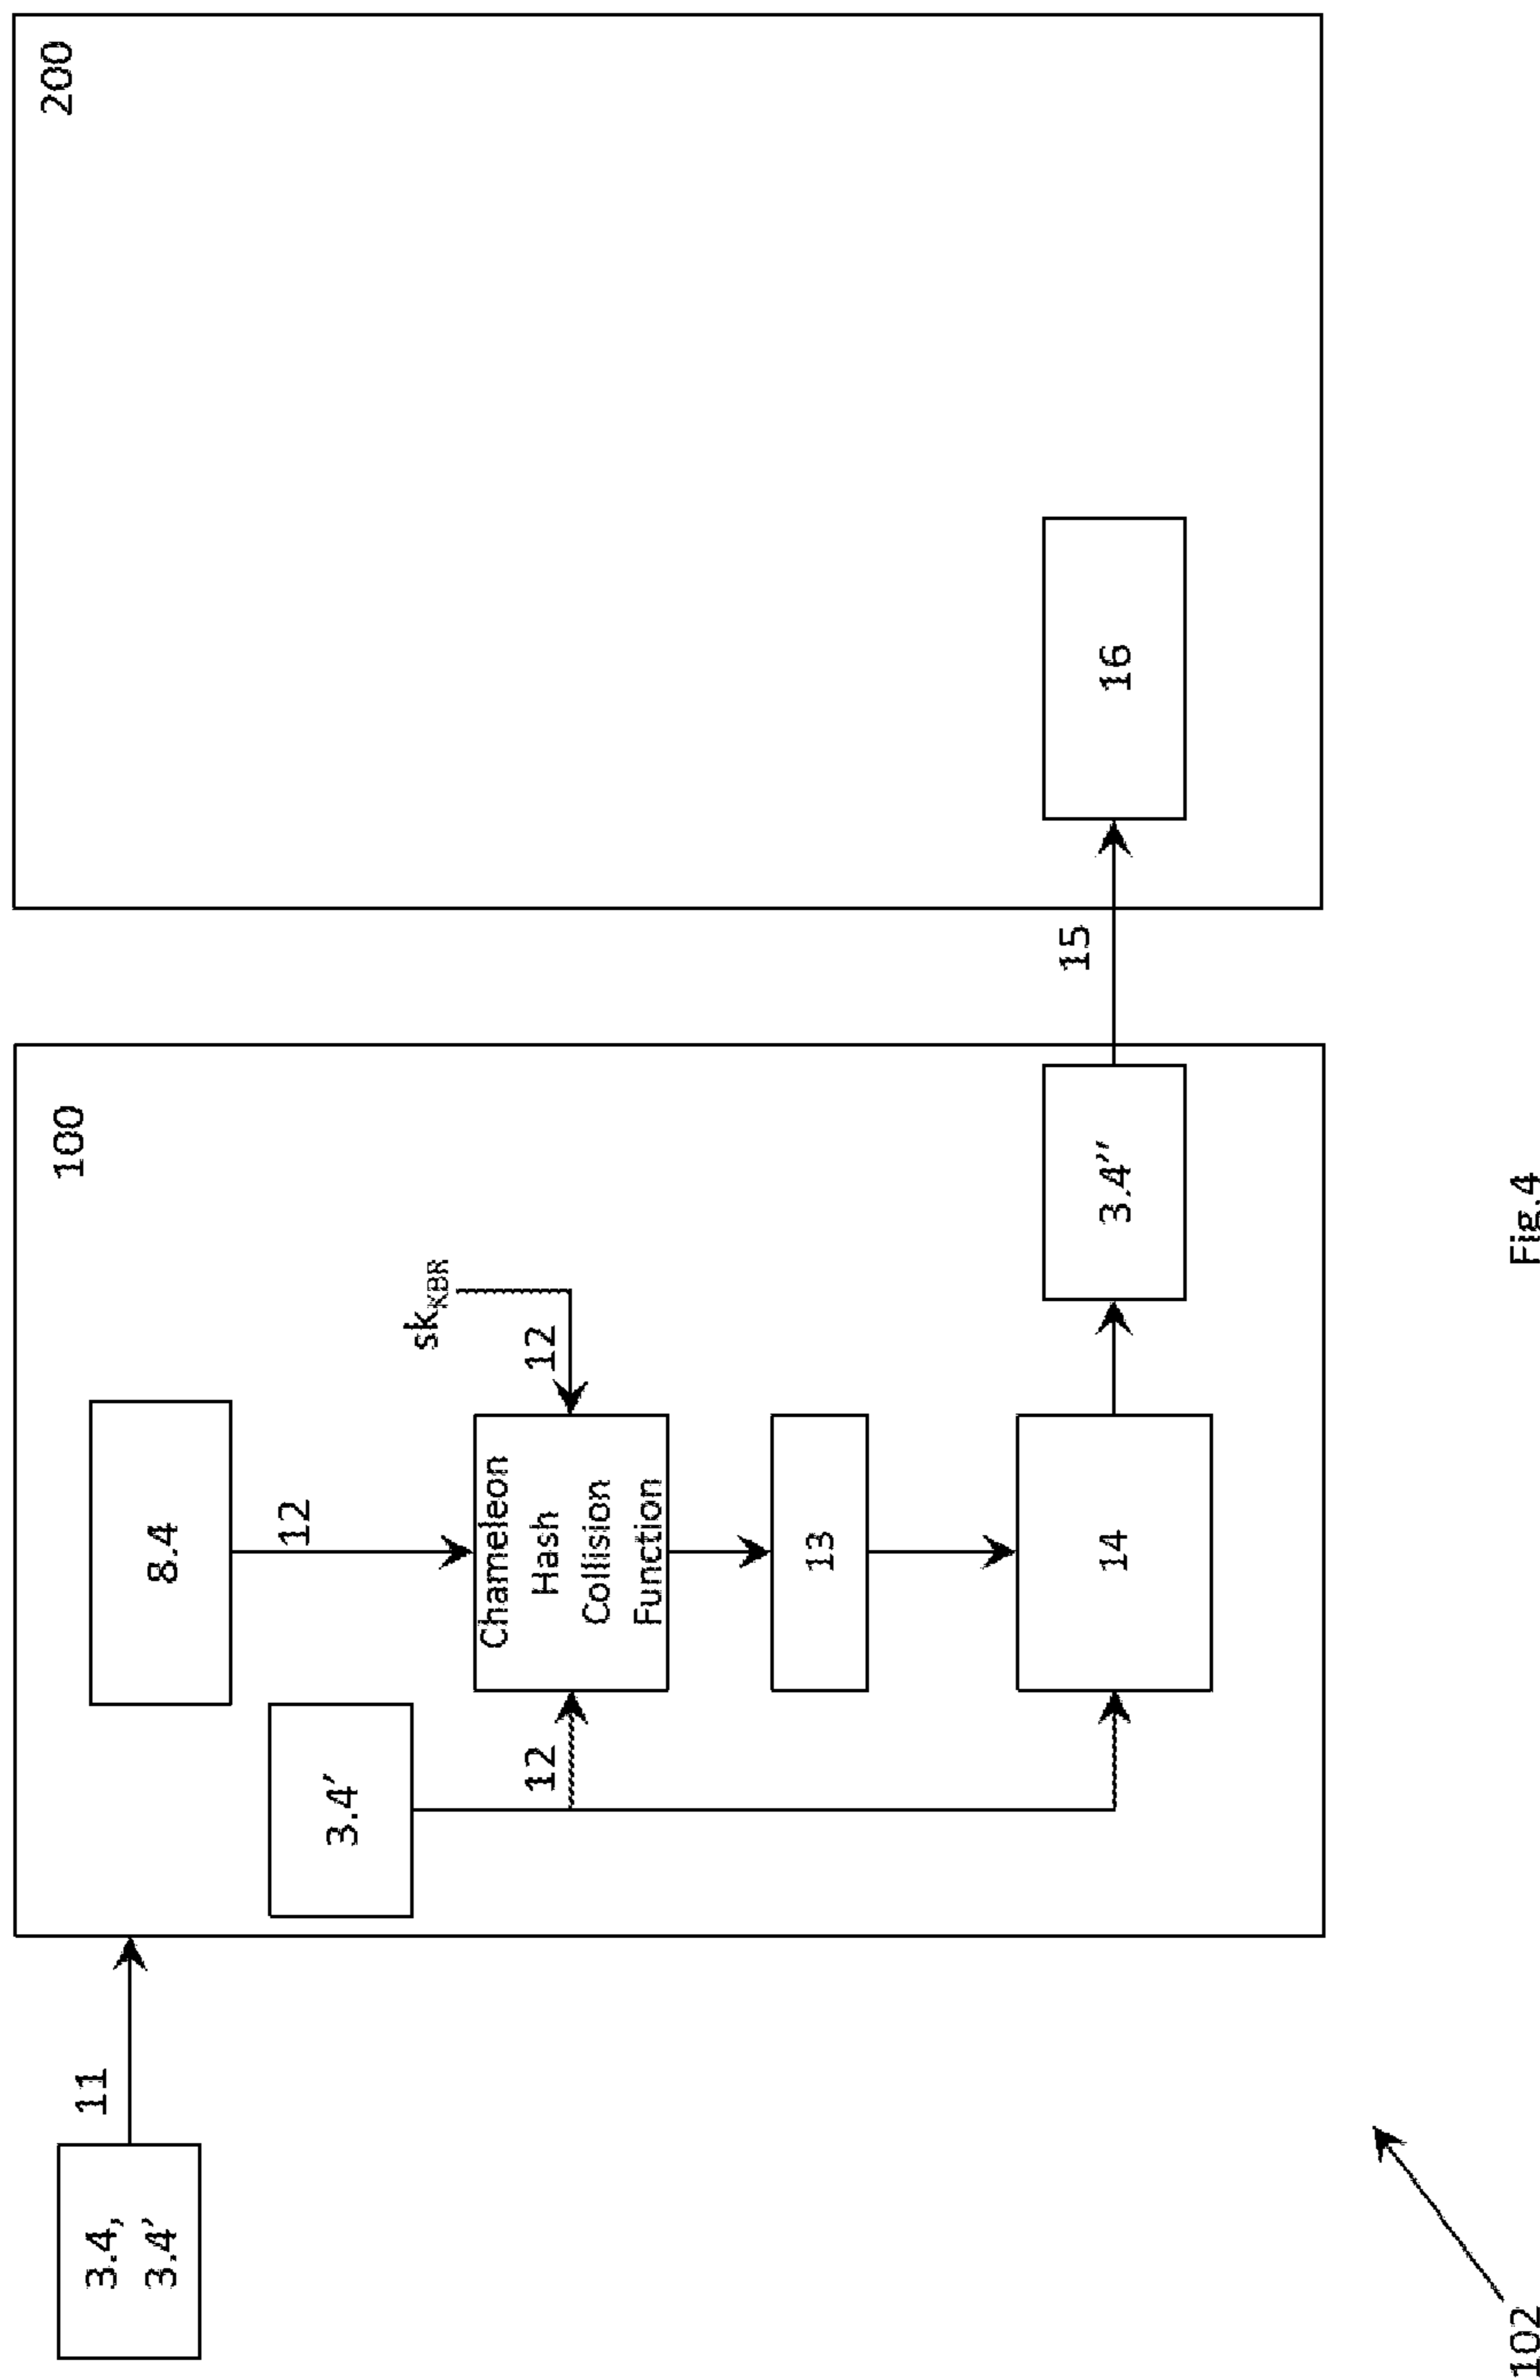 3.4,
3.4′
11
100
8.4
3.4′
12
12
Chameleon
Hash
Collision
Function
12
sk_KBR
13
14
3.4′′
15
200
16
102
Fig.4